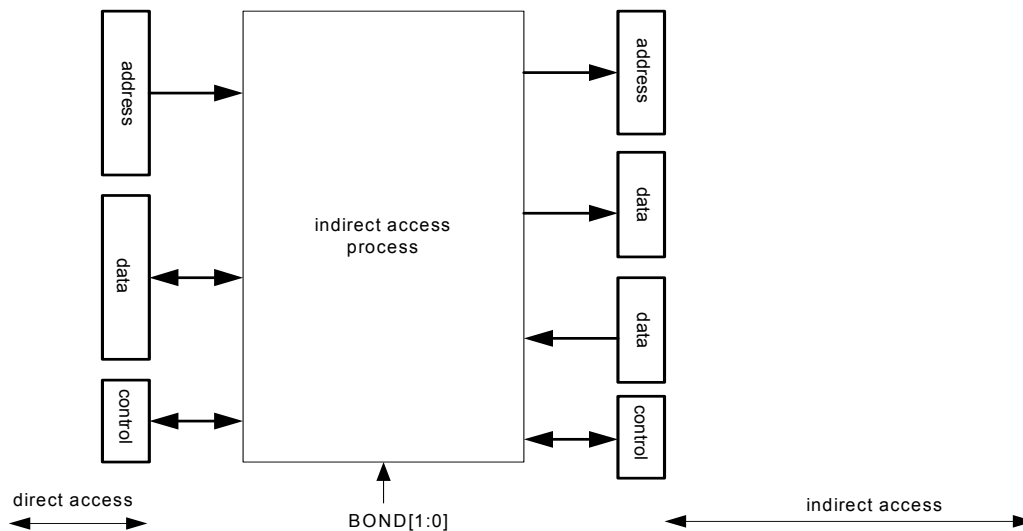 address
data
control
indirect access
process
address
data
data
control
direct access
BOND[1:0]
indirect access